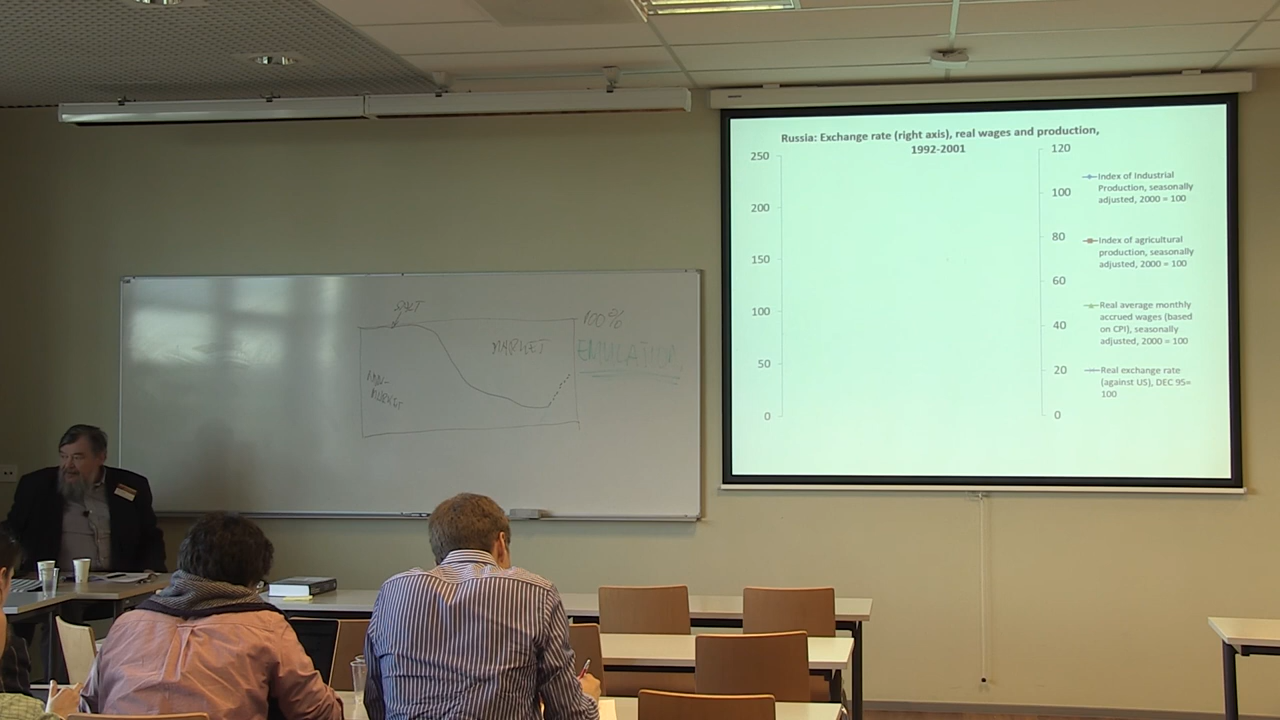 SPLT
100%
MARKET
EMULATION
NON-
MARKET
Russia: Exchange rate (right axis), real wages and production,
1992-2001
250
200
150
100
50
0
120
100
80
60
40
20
0
Index of Industrial
Production, seasonally
adjusted, 2000 = 100
Index of agricultural
production, seasonally
adjusted, 2000 = 100
Real average monthly
accrued wages (based
on CPI), seasonally
adjusted, 2000 = 100
Real exchange rate
(against US), DEC 95=
100